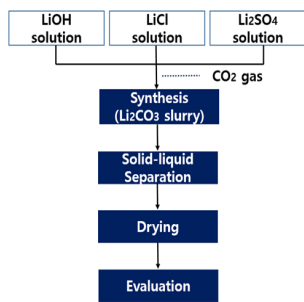 LiOH
solution
LiCl
solution
Li2SO4
solution
CO2 gas
Synthesis
(Li2CO3 slurry)
Solid-liquid
Separation
Drying
Evaluation